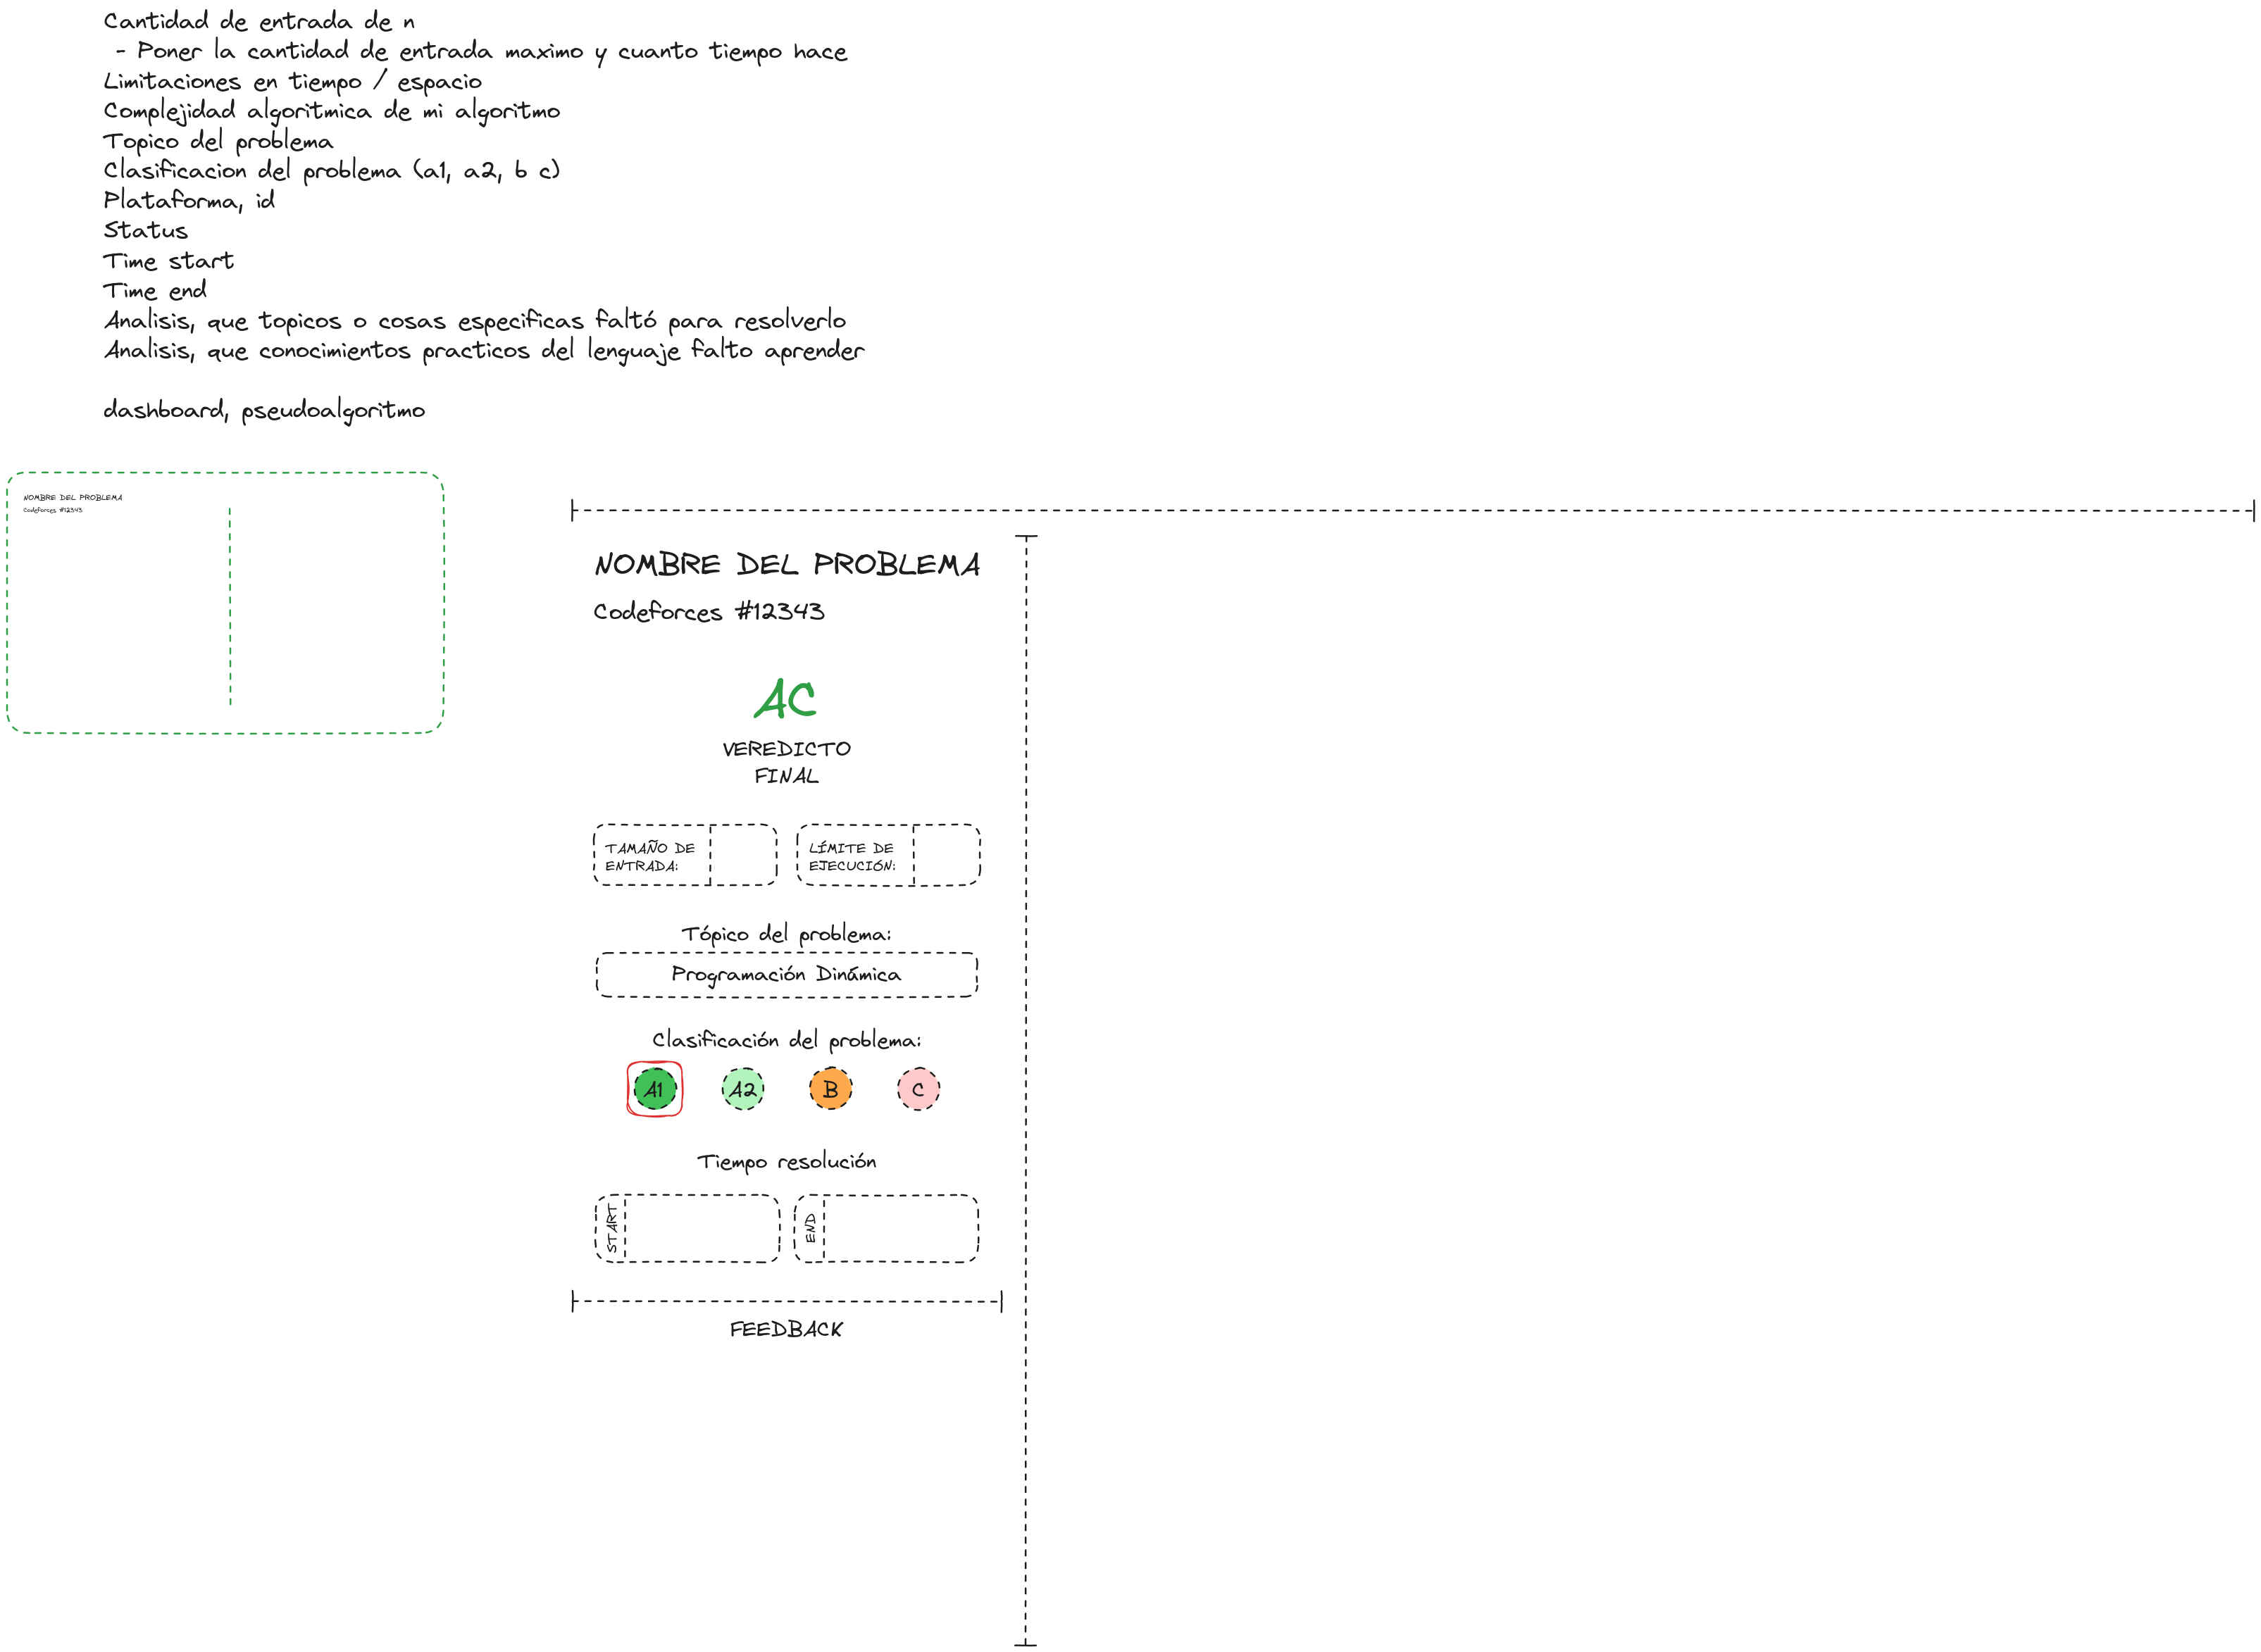 Cantidad de entrada de n
- Poner la cantidad de entrada maximo y cuanto tiempo hace
Limitaciones en tiempo / espacio
Complejidad algoritmica de mi algoritmo
Topico del problema
Clasificacion del problema (a1, a2, b c)
Plataforma, id
Status
Time start
Time end
Analisis, que topicos o cosas especificas faltó para resolverlo
Analisis, que conocimientos practicos del lenguaje falto aprender
dashboard, pseudoalgoritmo
NOMBRE DEL PROBLEMA
Codeforces #12343
NOMBRE DEL PROBLEMA
Codeforces #12343
AC
VEREDICTO
FINAL
TAMAÑO DE
ENTRADA:
LÍMITE DE
EJECUCIÓN:
Tópico del problema:
Programación Dinámica
Clasificación del problema:
A1
A2
B
C
Tiempo resolución
START
END
FEEDBACK